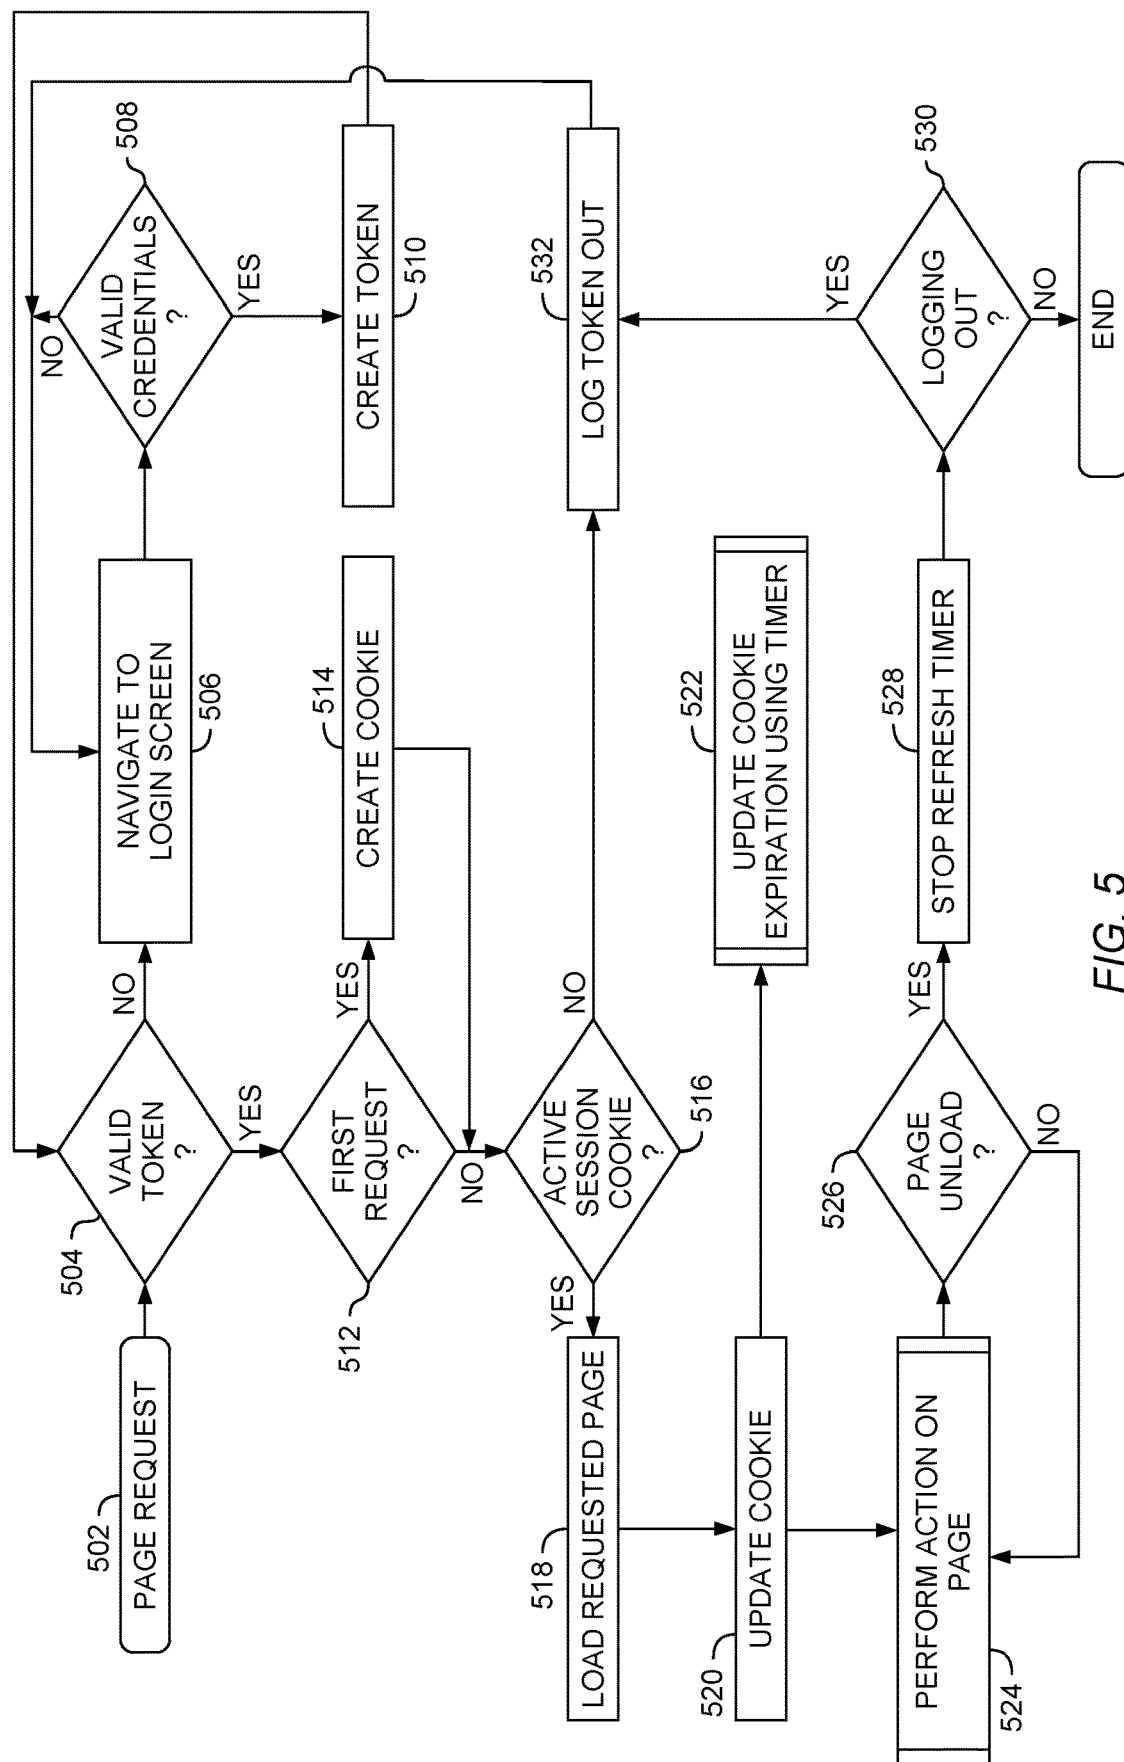 502
PAGE REQUEST
504
VALID
TOKEN
?
NO
YES
NAVIGATE TO
LOGIN SCREEN
506
VALID
CREDENTIALS
?
508
NO
YES
CREATE TOKEN
510
512
FIRST
REQUEST
?
YES
NO
514
CREATE COOKIE
ACTIVE
SESSION
COOKIE
?
516
YES
NO
532
LOG TOKEN OUT
518
LOAD REQUESTED PAGE
520
UPDATE COOKIE
522
UPDATE COOKIE
EXPIRATION USING TIMER
PERFORM ACTION ON
PAGE
524
526
PAGE
UNLOAD
?
YES
NO
528
STOP REFRESH TIMER
LOGGING
OUT
?
530
YES
NO
END
FIG. 5